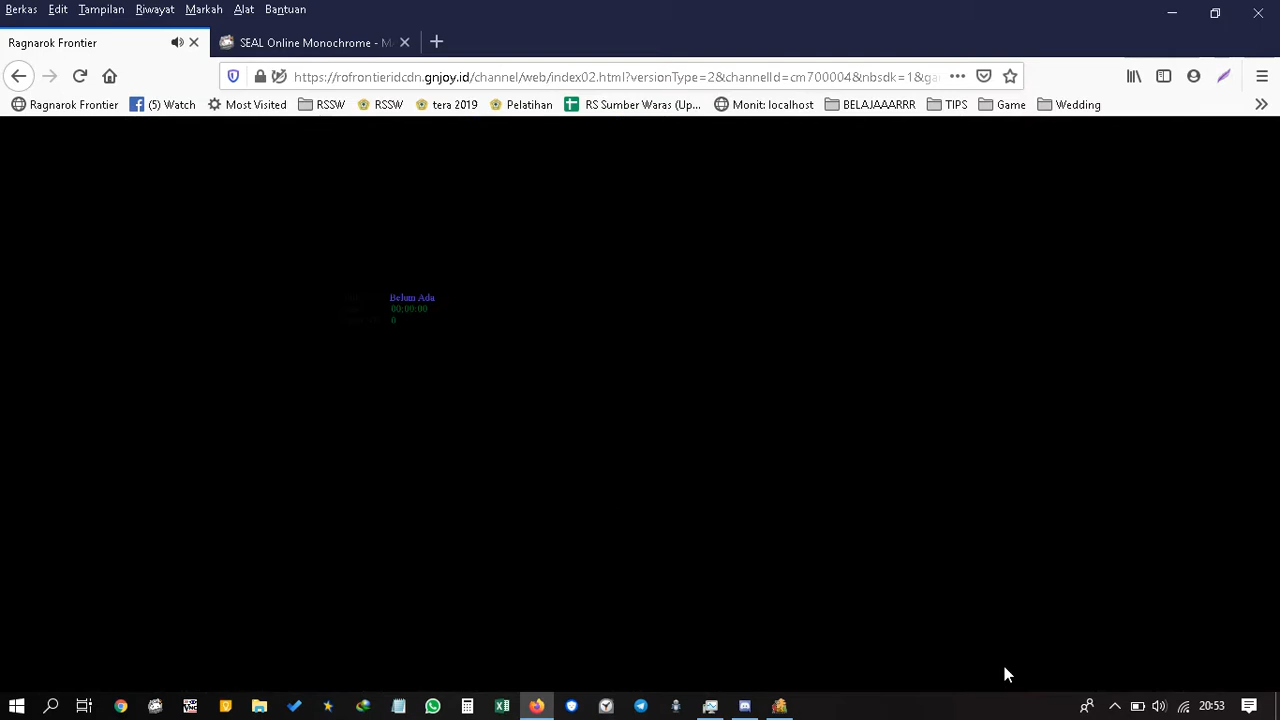 Berkas Edit Tampilan Riwayat Markah Alat Bantuan
Ragnarok Frontier
SEAL Online Monochrome - M
https://rofrontieridcdn.gnjoy.id/channel/web/index02.html?versionType=2&channelId=cm700004&nbsdk=1&ga
Ragnarok Frontier (5) Watch Most Visited RSSW RSSW tera 2019 Pelatihan RS Sumber Waras (Up... Monit: localhost BELAJAAARRR TIPS Game Wedding
Belum Ada
00:00:00
0
20:53